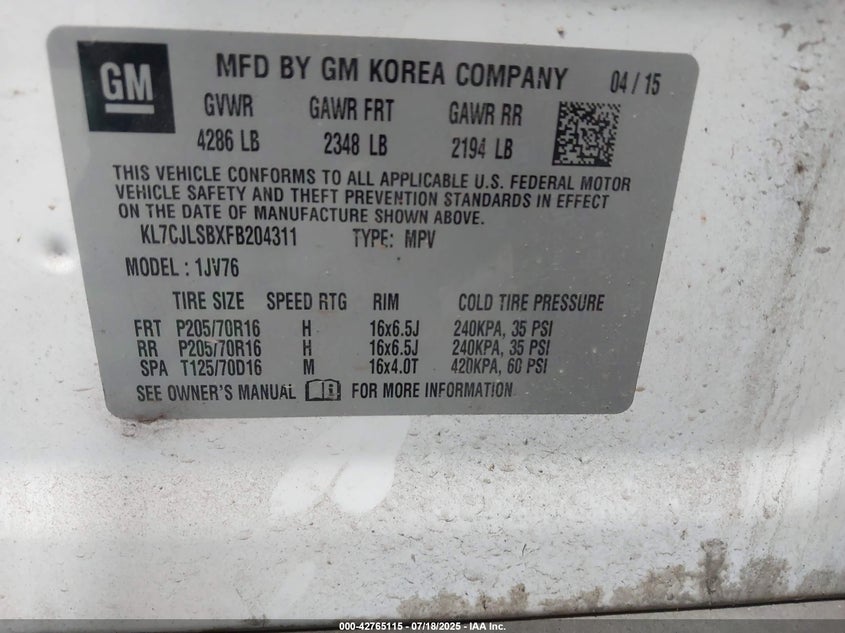 GM MFD BY GM KOREA COMPANY 04 / 15
GVWR GAWR FRT GAWR RR
4286 LB 2348 LB 2194 LB
THIS VEHICLE CONFORMS TO ALL APPLICABLE U.S. FEDERAL MOTOR
VEHICLE SAFETY AND THEFT PREVENTION STANDARDS IN EFFECT
ON THE DATE OF MANUFACTURE SHOWN ABOVE.
KL7CJLSBXFB204311 TYPE: MPV
MODEL : 1JV76
TIRE SIZE SPEED RTG RIM COLD TIRE PRESSURE
FRT P205/70R16 H 16x6.5J 240KPA, 35 PSI
RR P205/70R16 H 16x6.5J 240KPA, 35 PSI
SPA T125/70D16 M 16x4.0T 420KPA, 60 PSI
SEE OWNER'S MANUAL FOR MORE INFORMATION
000-42765115 - 07/18/2025 - IAA Inc.